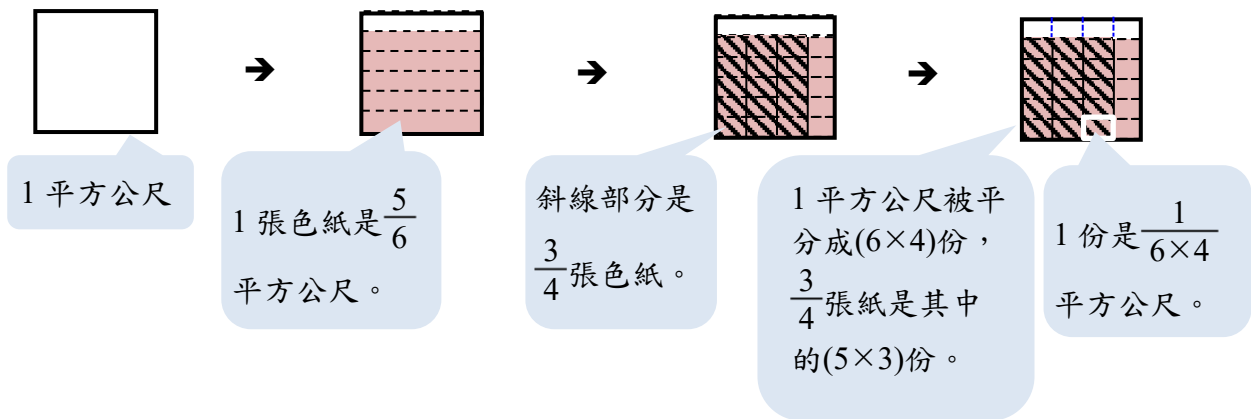 ➔
➔
➔
1 平方公尺
1 張色紙是5/6
平方公尺。
斜線部分是
3/4張色紙。
1 平方公尺被平
分成(6×4)份,
3/4張紙是其中
的(5×3)份。
1 份是1/6×4
平方公尺。